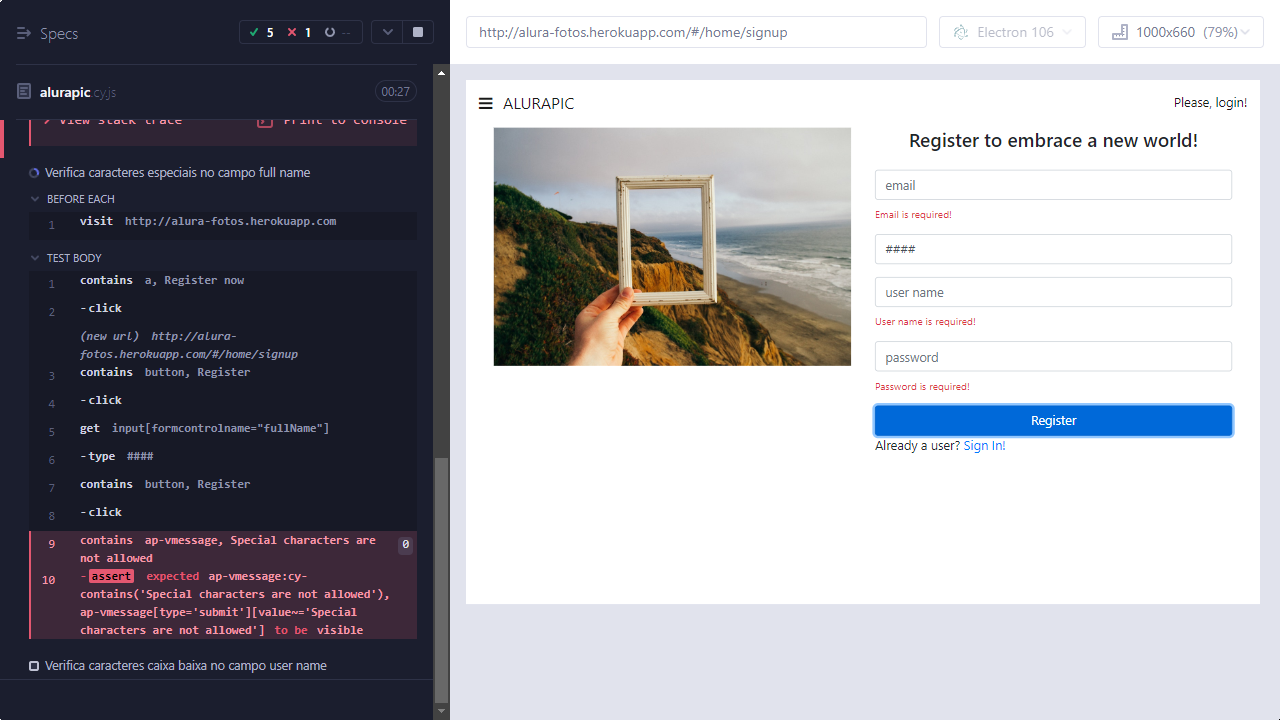 Specs
5
1
--
http://alura-fotos.herokuapp.com/#/home/signup
Electron 106
1000x660 (79%)
alurapic.cy.js
00:27
View stack trace
Print to console
Verifica caracteres especiais no campo full name
BEFORE EACH
1 visit http://alura-fotos.herokuapp.com
TEST BODY
1 contains a, Register now
2 -click
(new url) http://alura-
fotos.herokuapp.com/#/home/signup
3 contains button, Register
4 -click
5 get input[formcontrolname="fullName"]
6 -type ####
7 contains button, Register
8 -click
9 contains ap-vmessage, Special characters are
not allowed
0
10 -assert expected ap-vmessage:cy-
contains('Special characters are not allowed'),
ap-vmessage[type='submit'][value~='Special
characters are not allowed'] to be visible
Verifica caracteres caixa baixa no campo user name
ALURAPIC
Please, login!
Register to embrace a new world!
email
Email is required!
####
user name
User name is required!
password
Password is required!
Register
Already a user? Sign In!